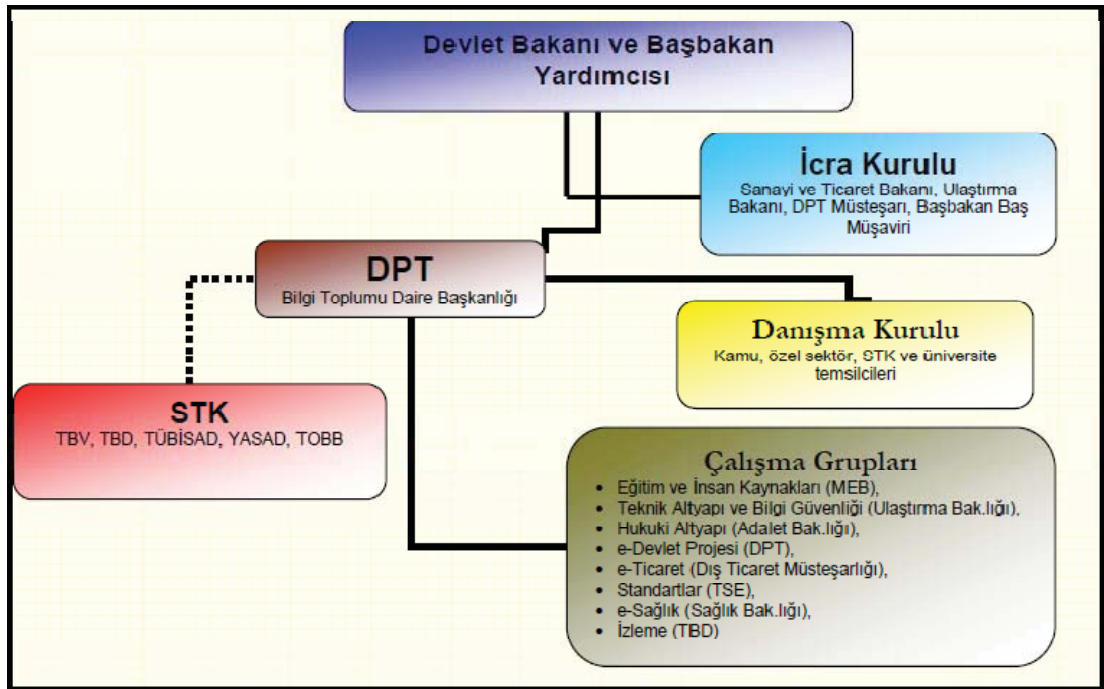 Devlet Bakanı ve Başbakan
Yardımcısı
İcra Kurulu
Sanayi ve Ticaret Bakanı, Ulaştırma
Bakanı, DPT Müsteşarı, Başbakan Baş
Müşaviri
DPT
Bilgi Toplumu Daire Başkanlığı
Danışma Kurulu
Kamu, özel sektör, STK ve üniversite
temsilcileri
STK
TBV, TBD, TÜBİSAD, YASAD, TOBB
Çalışma Grupları
• Eğitim ve İnsan Kaynakları (MEB),
• Teknik Altyapı ve Bilgi Güvenliği (Ulaştırma Bak.lığı),
• Hukuki Altyapı (Adalet Bak.lığı),
• e-Devlet Projesi (DPT),
• e-Ticaret (Dış Ticaret Müsteşarlığı),
• Standartlar (TSE),
• e-Sağlık (Sağlık Bak.lığı),
• İzleme (TBD)